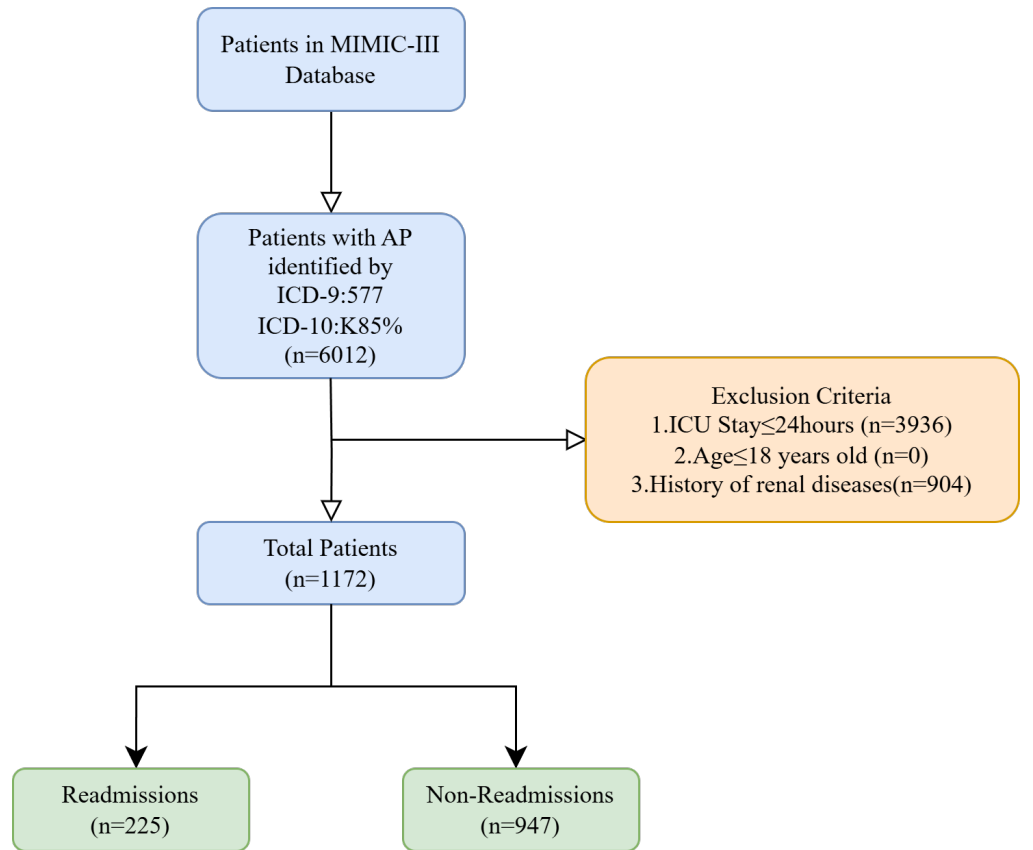 Patients in MIMIC-III
Database
Patients with AP
identified by
ICD-9:577
ICD-10:K85%
(n=6012)
Exclusion Criteria
1.ICU Stay≤24hours (n=3936)
2.Age≤18 years old (n=0)
3.History of renal diseases(n=904)
Total Patients
(n=1172)
Readmissions
(n=225)
Non-Readmissions
(n=947)